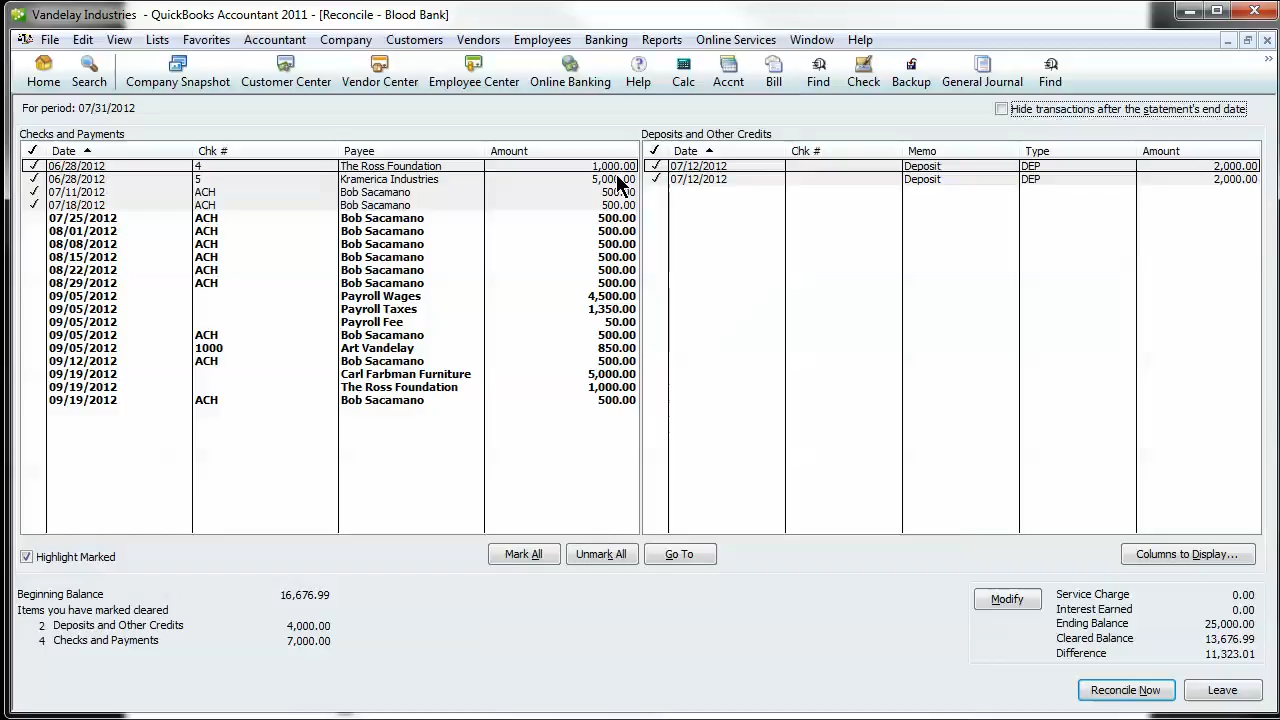 Vandelay Industries - QuickBooks Accountant 2011 - [Reconcile - Blood Bank]
File Edit View Lists Favorites Accountant Company Customers Vendors Employees Banking Reports Online Services Window Help
Home Search Company Snapshot Customer Center Vendor Center Employee Center Online Banking Help Calc Accnt Bill Find Check Backup General Journal Find
For period: 07/31/2012
Hide transactions after the statement's end date
Checks and Payments
Deposits and Other Credits
Date Chk # Payee Amount
Date Chk # Memo Type Amount
06/28/2012 4 The Ross Foundation 1,000.00
07/12/2012 Deposit DEP 2,000.00
06/28/2012 5 Kramerica Industries 5,000.00
07/12/2012 Deposit DEP 2,000.00
07/11/2012 ACH Bob Sacamano 500.00
07/18/2012 ACH Bob Sacamano 500.00
07/25/2012 ACH Bob Sacamano 500.00
08/01/2012 ACH Bob Sacamano 500.00
08/08/2012 ACH Bob Sacamano 500.00
08/15/2012 ACH Bob Sacamano 500.00
08/22/2012 ACH Bob Sacamano 500.00
08/29/2012 ACH Bob Sacamano 500.00
09/05/2012 Payroll Wages 4,500.00
09/05/2012 Payroll Taxes 1,350.00
09/05/2012 Payroll Fee 50.00
09/05/2012 ACH Bob Sacamano 500.00
09/05/2012 1000 Art Vandelay 850.00
09/12/2012 ACH Bob Sacamano 500.00
09/19/2012 Carl Farbman Furniture 5,000.00
09/19/2012 The Ross Foundation 1,000.00
09/19/2012 ACH Bob Sacamano 500.00
Highlight Marked
Mark All Unmark All Go To Columns to Display...
Beginning Balance 16,676.99
Items you have marked cleared
2 Deposits and Other Credits 4,000.00
4 Checks and Payments 7,000.00
Modify
Service Charge 0.00
Interest Earned 0.00
Ending Balance 25,000.00
Cleared Balance 13,676.99
Difference 11,323.01
Reconcile Now Leave